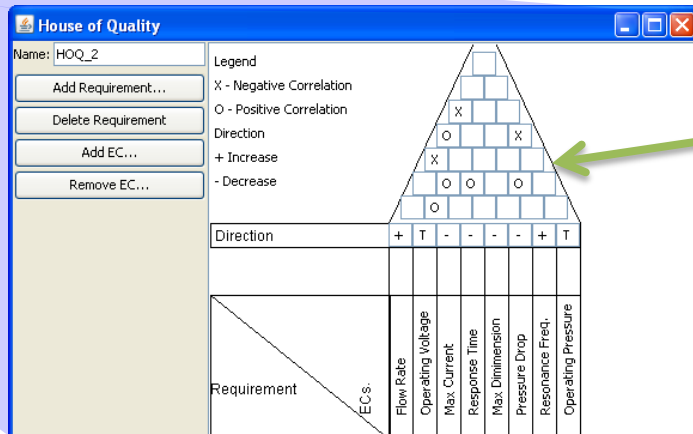 House of Quality
Name: HOQ_2
Add Requirement...
Delete Requirement
Add EC...
Remove EC...
Legend
X - Negative Correlation
O - Positive Correlation
Direction
+ Increase
- Decrease
X
O X
X
O O O
O
Direction + T - - - - + T
Requirement
ECs.
Flow Rate
Operating Voltage
Max Current
Response Time
Max Dimimension
Pressure Drop
Resonance Freq.
Operating Pressure